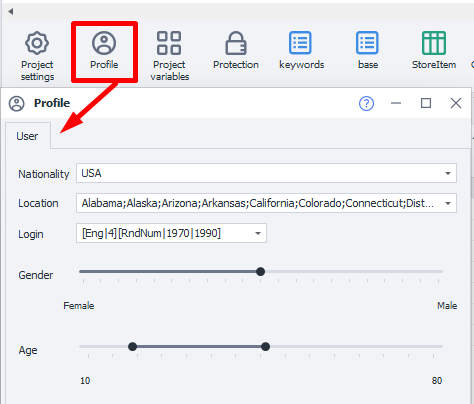 Project settings
Profile
Project variables
Protection
keywords
base
StoreItem
Profile
User
Nationality USA
Location Alabama;Alaska;Arizona;Arkansas;California;Colorado;Connecticut;Dist...
Login [Eng|4][RndNum|1970|1990]
Gender
Female Male
Age
10 80